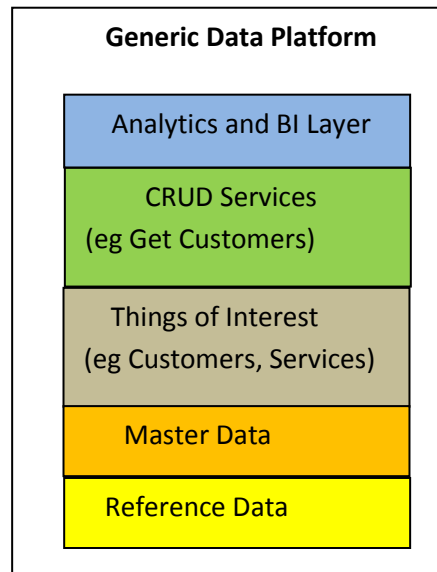 Generic Data Platform
Analytics and BI Layer
CRUD Services
(eg Get Customers)
Things of Interest
(eg Customers, Services)
Master Data
Reference Data